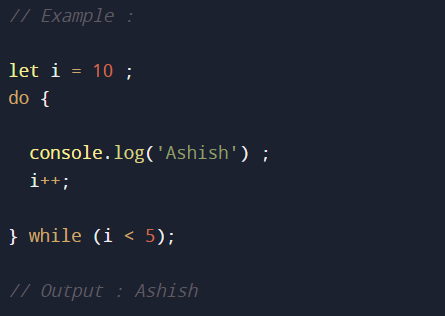 // Example :
let i = 10 ;
do {
console.log('Ashish') ;
i++;
} while (i < 5);
// Output : Ashish